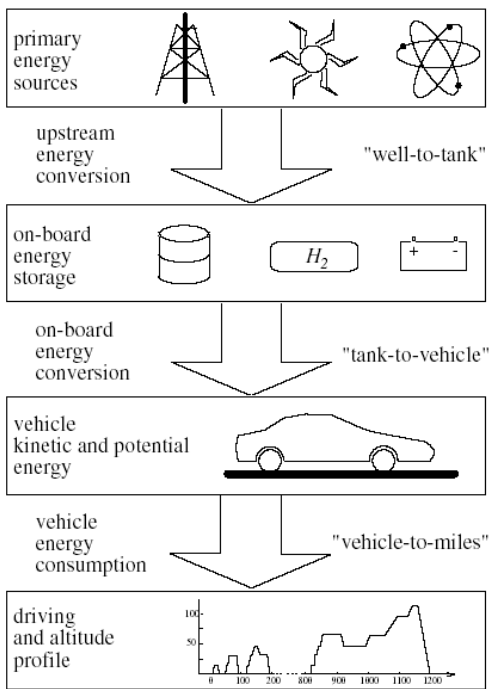 primary
energy
sources
upstream
energy
conversion
"well-to-tank"
on-board
energy
storage
H2
+ -
on-board
energy
conversion
"tank-to-vehicle"
vehicle
kinetic and potential
energy
vehicle
energy
consumption
"vehicle-to-miles"
driving
and altitude
profile
100
50
0 100 200 800 900 1000 1100 1200